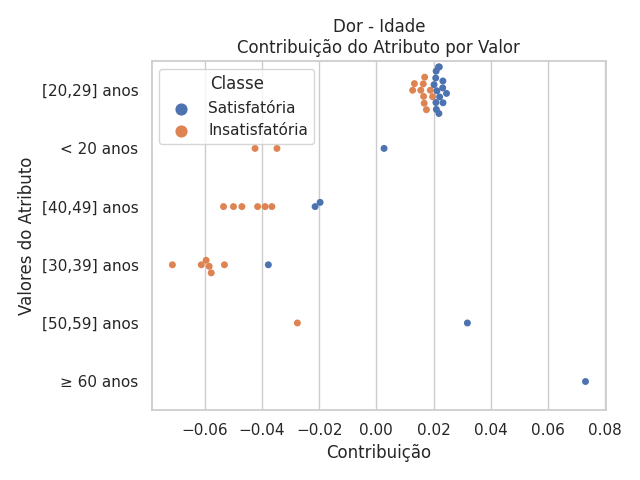 Dor - Idade
Contribuição do Atributo por Valor
Classe
Satisfatória
Insatisfatória
Valores do Atributo
[20,29] anos
< 20 anos
[40,49] anos
[30,39] anos
[50,59] anos
≥ 60 anos
−0.06 −0.04 −0.02 0.00 0.02 0.04 0.06 0.08
Contribuição